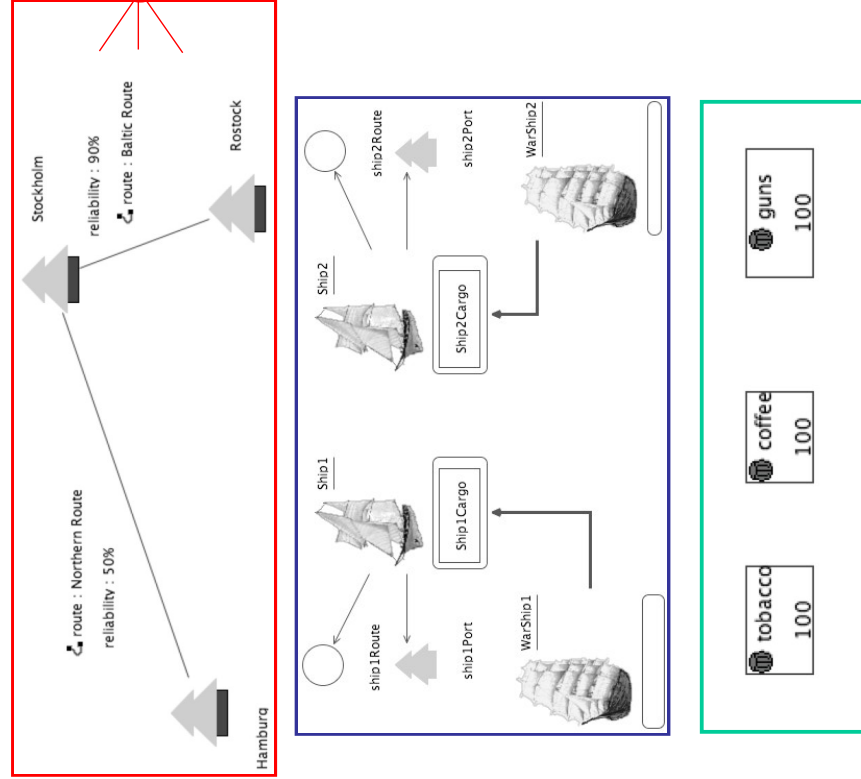 Stockholm
reliability : 90%
route : Baltic Route
Rostock
route : Northern Route
reliability : 50%
Hamburg
ship2Route
ship2Port
WarShip2
Ship2
Ship2Cargo
Ship1
Ship1Cargo
ship1Route
ship1Port
WarShip1
guns
100
coffee
100
tobacco
100